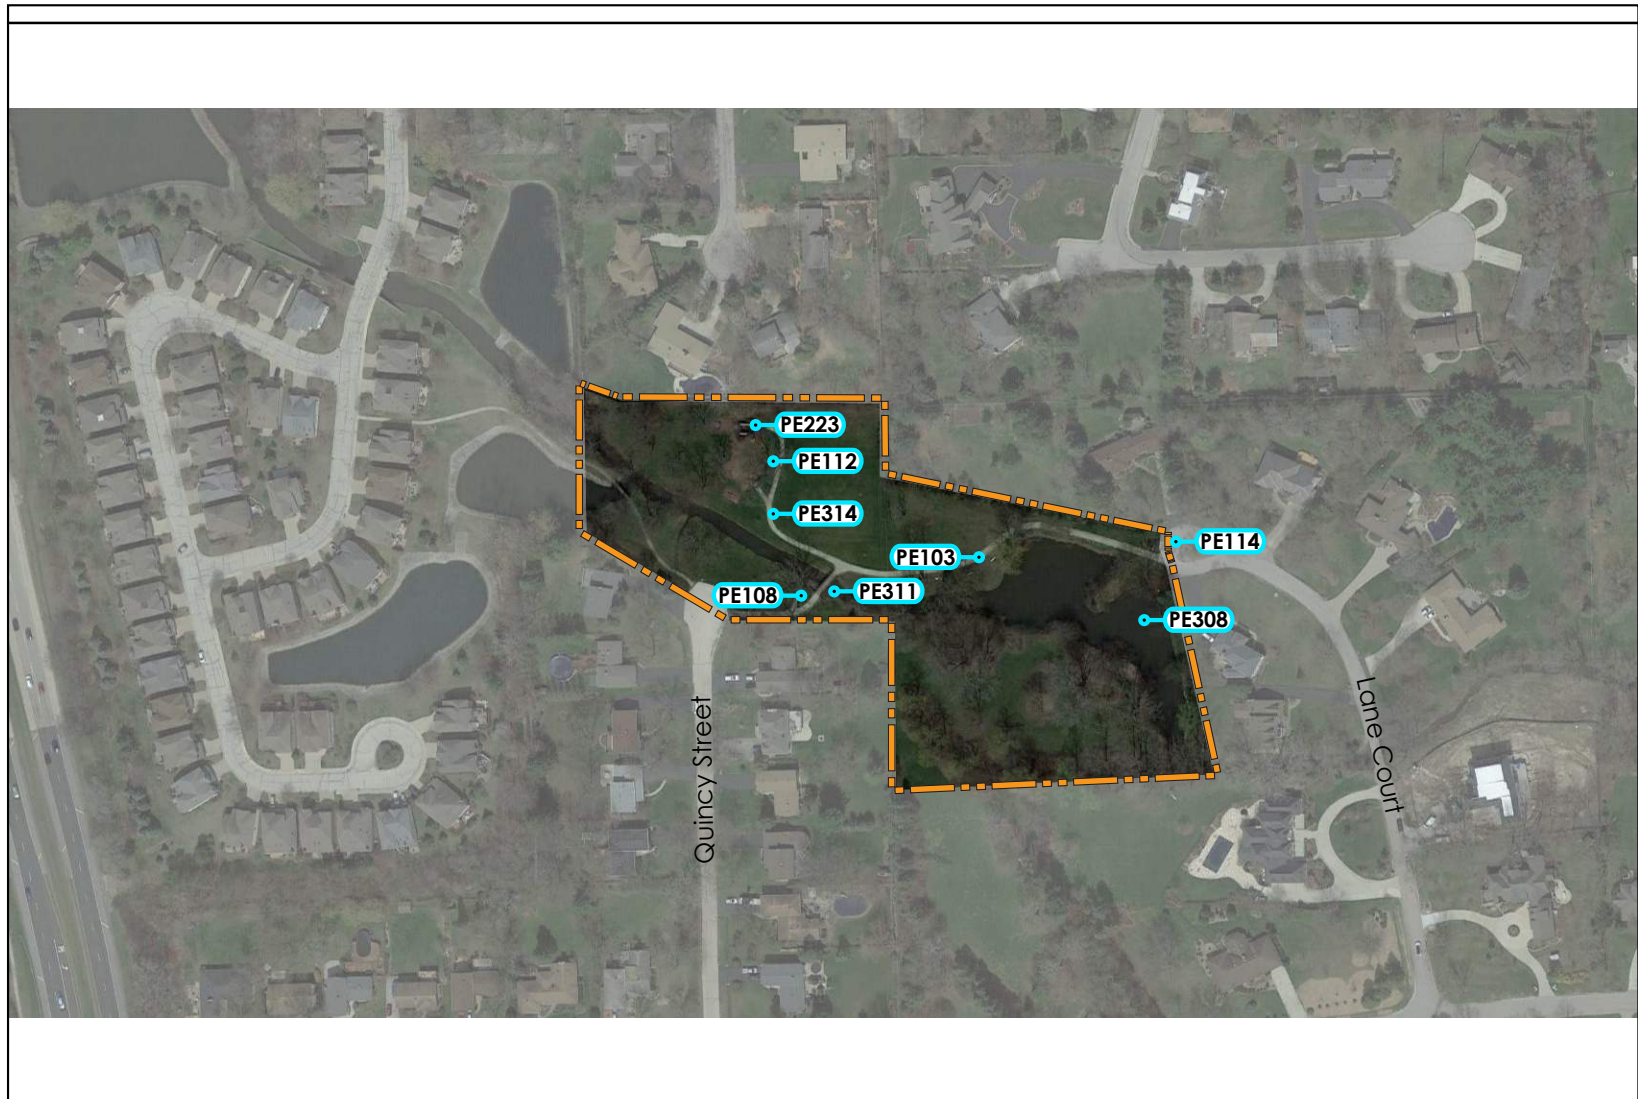 PE223
PE112
PE314
PE114
PE103
PE108
PE311
PE308
Quincy Street
Lane Court